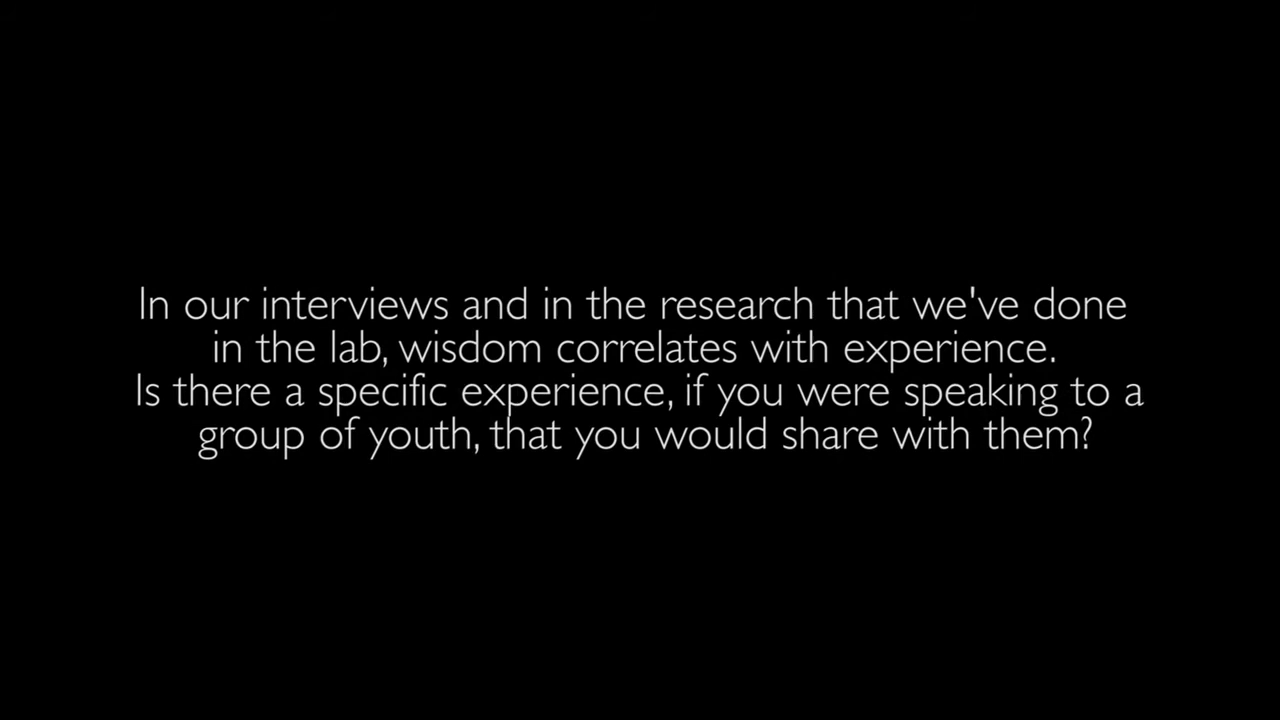 In our interviews and in the research that we've done
in the lab, wisdom correlates with experience.
Is there a specific experience, if you were speaking to a
group of youth, that you would share with them?